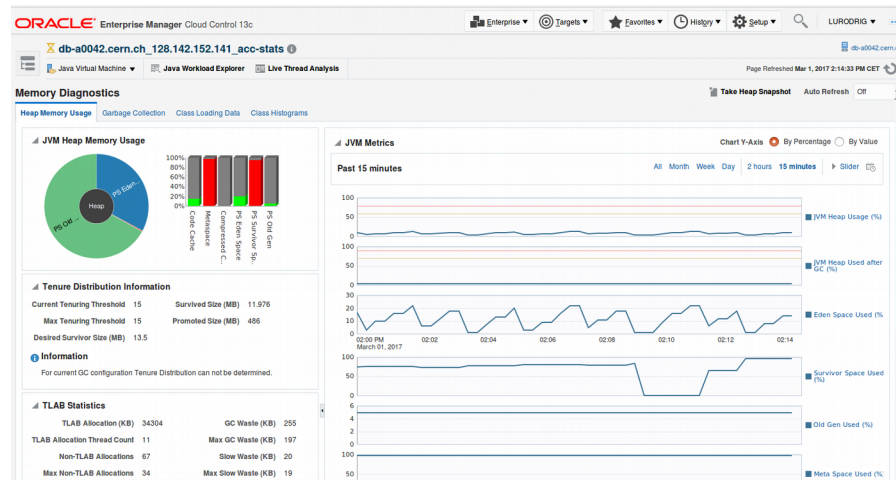 ORACLE Enterprise Manager Cloud Control 13c
Enterprise Targets Favorites History Setup LURODRIG
db-a0042.cern.ch_128.142.152.141_acc-stats
db-a0042.cern.
Java Virtual Machine Java Workload Explorer Live Thread Analysis
Page Refreshed Mar 1, 2017 2:14:33 PM CET
Memory Diagnostics
Take Heap Snapshot Auto Refresh Off
Heap Memory Usage Garbage Collection Class Loading Data Class Histograms
JVM Heap Memory Usage
PS Eden...
Heap
PS Old ...
100%
80%
60%
40%
20%
0%
Code Cache
Metaspace
Compressed C...
PS Eden Space
PS Survivor Sp...
PS Old Gen
Tenure Distribution Information
Current Tenuring Threshold 15 Survived Size (MB) 11.976
Max Tenuring Threshold 15 Promoted Size (MB) 486
Desired Survivor Size (MB) 13.5
Information
For current GC configuration Tenure Distribution can not be determined.
TLAB Statistics
TLAB Allocation (KB) 34304 GC Waste (KB) 255
TLAB Allocation Thread Count 11 Max GC Waste (KB) 197
Non-TLAB Allocations 67 Slow Waste (KB) 20
Max Non-TLAB Allocations 34 Max Slow Waste (KB) 19
JVM Metrics
Chart Y-Axis By Percentage By Value
Past 15 minutes
All Month Week Day 2 hours 15 minutes Slider
100
50
0
JVM Heap Usage (%)
100
50
0
JVM Heap Used after
GC (%)
30
20
10
0
Eden Space Used (%
02:00 PM 02:02 02:04 02:06 02:08 02:10 02:12 02:14
March 01, 2017
100
50
0
Survivor Space Used
(%)
6
4
2
0
Old Gen Used (%)
100
50
Meta Space Used (%